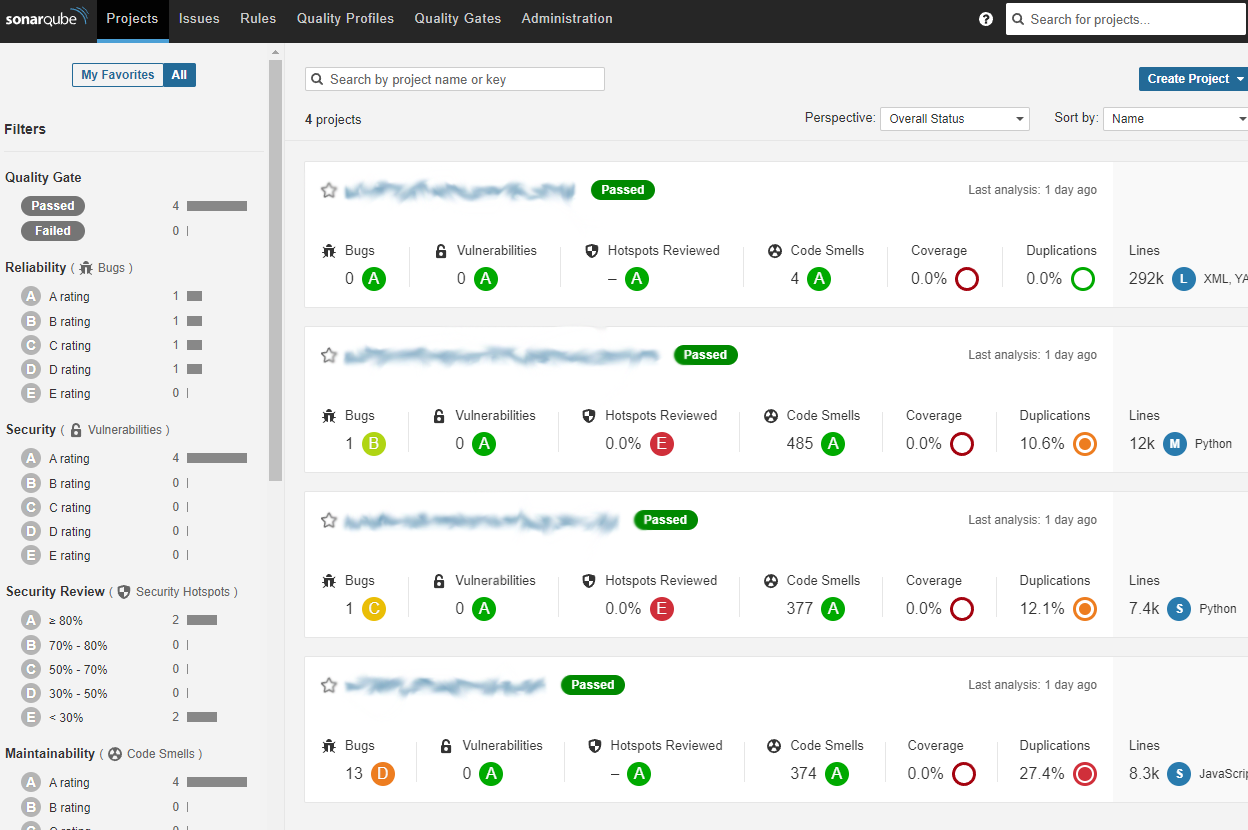 sonarqube Projects Issues Rules Quality Profiles Quality Gates Administration ? Search for projects...
My Favorites All
Filters
Quality Gate
Passed 4
Failed 0
Reliability ( Bugs )
A A rating 1
B B rating 1
C C rating 1
D D rating 1
E E rating 0
Security ( Vulnerabilities )
A A rating 4
B B rating 0
C C rating 0
D D rating 0
E E rating 0
Security Review ( Security Hotspots )
A ≥ 80% 2
B 70% - 80% 0
C 50% - 70% 0
D 30% - 50% 0
E < 30% 2
Maintainability ( Code Smells )
A A rating 4
B B rating 0
Search by project name or key Create Project
4 projects Perspective: Overall Status Sort by: Name
Passed Last analysis: 1 day ago
Bugs Vulnerabilities Hotspots Reviewed Code Smells Coverage Duplications Lines
0 A 0 A – A 4 A 0.0% 0.0% 292k L XML, YA
Passed Last analysis: 1 day ago
Bugs Vulnerabilities Hotspots Reviewed Code Smells Coverage Duplications Lines
1 B 0 A 0.0% E 485 A 0.0% 10.6% 12k M Python
Passed Last analysis: 1 day ago
Bugs Vulnerabilities Hotspots Reviewed Code Smells Coverage Duplications Lines
1 C 0 A 0.0% E 377 A 0.0% 12.1% 7.4k S Python
Passed Last analysis: 1 day ago
Bugs Vulnerabilities Hotspots Reviewed Code Smells Coverage Duplications Lines
13 D 0 A – A 374 A 0.0% 27.4% 8.3k S JavaScrip